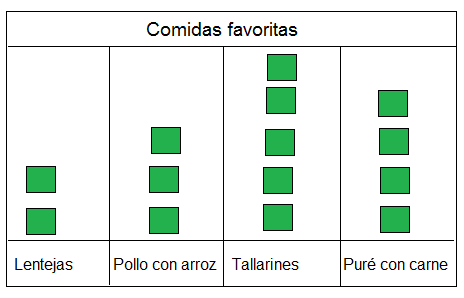 Comidas favoritas
Lentejas
Pollo con arroz
Tallarines
Puré con carne